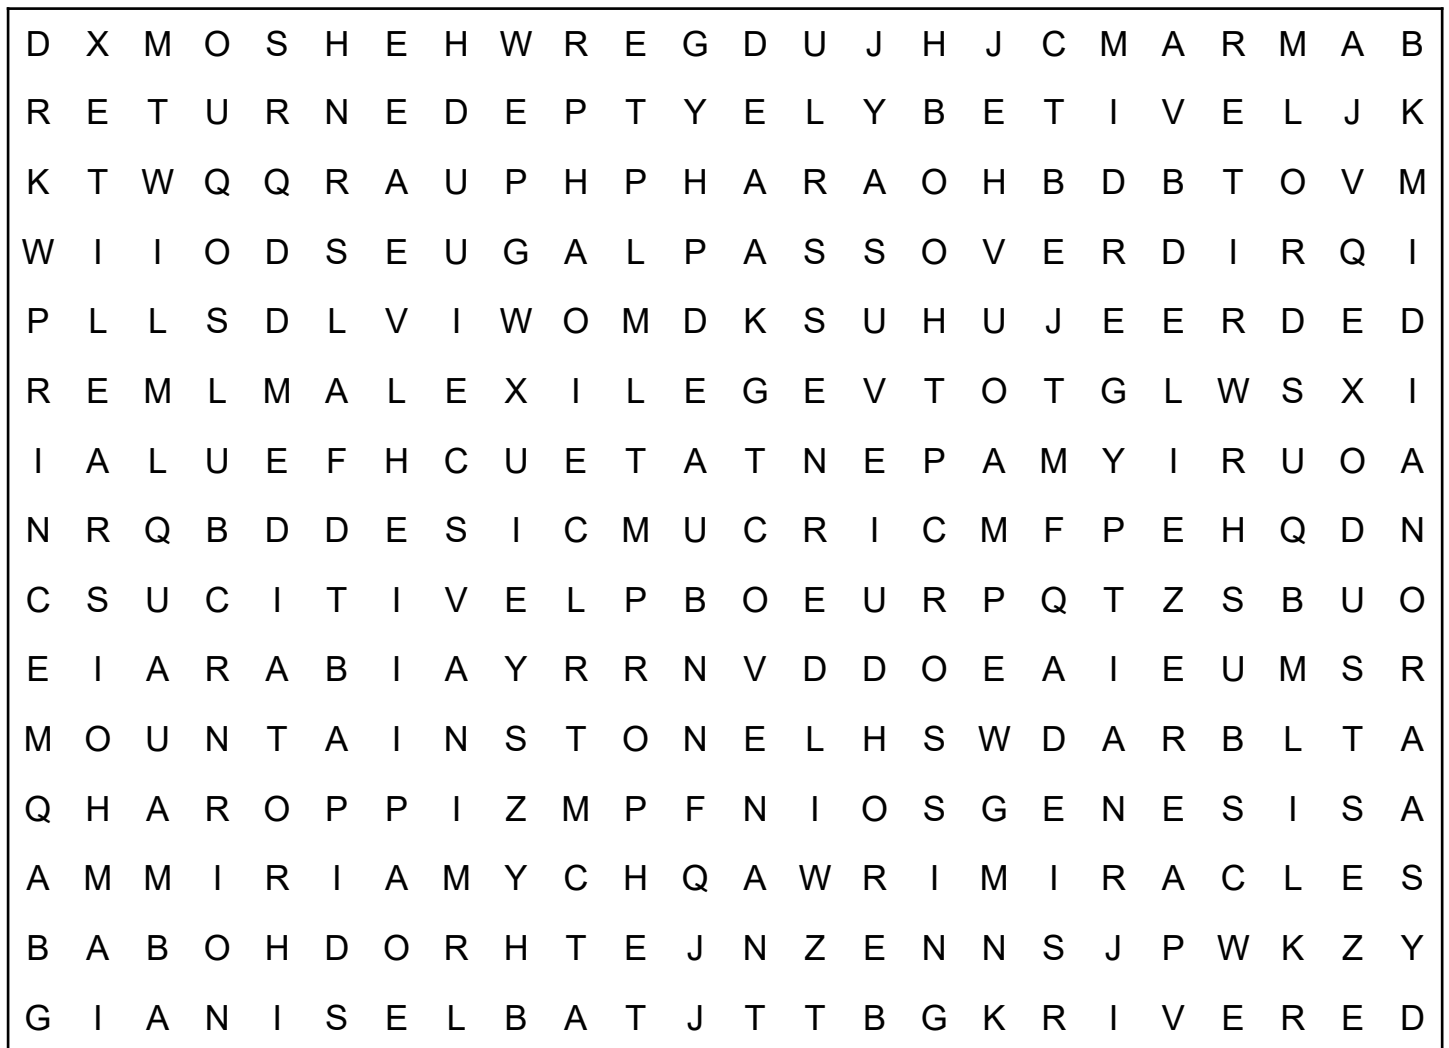 D X M O S H E H W R E G D U J H J C M A R M A B
R E T U R N E D E P T Y E L Y B E T I V E L J K
K T W Q Q R A U P H P H A R A O H B D B T O V M
W I I O D S E U G A L P A S S O V E R D I R Q I
P L L S D L V I W O M D K S U H U J E E R D E D
R E M L M A L E X I L E G E V T O T G L W S X I
I A L U E F H C U E T A T N E P A M Y I R U O A
N R Q B D D E S I C M U C R I C M F P E H Q D N
C S U C I T I V E L P B O E U R P Q T Z S B U O
E I A R A B I A Y R R N V D D O E A I E U M S R
M O U N T A I N S T O N E L H S W D A R B L T A
Q H A R O P P I Z M P F N I O S G E N E S I S A
A M M I R I A M Y C H Q A W R I M I R A C L E S
B A B O H D O R H T E J N Z E N N S J P W K Z Y
G I A N I S E L B A T J T T B G K R I V E R E D